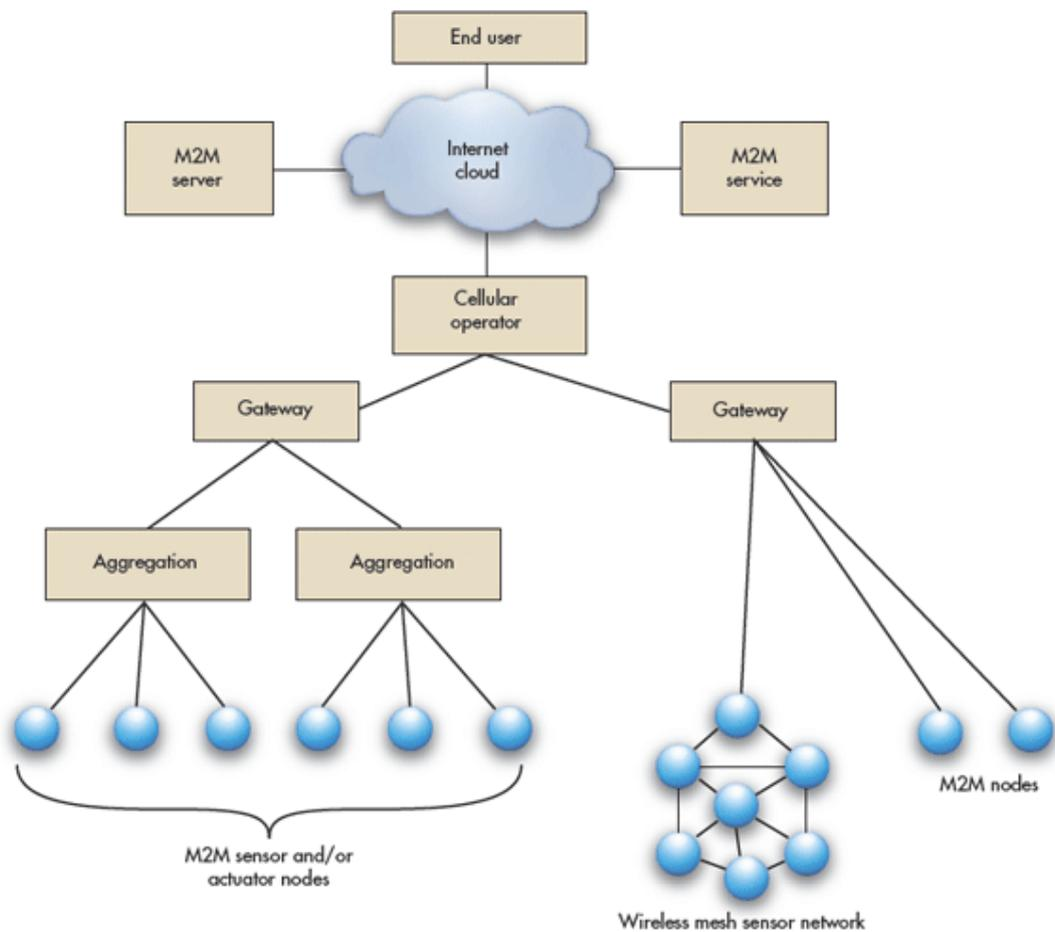 End user
M2M
server
Internet
cloud
M2M
service
Cellular
operator
Gateway
Gateway
Aggregation
Aggregation
M2M nodes
M2M sensor and/or
actuator nodes
Wireless mesh sensor network